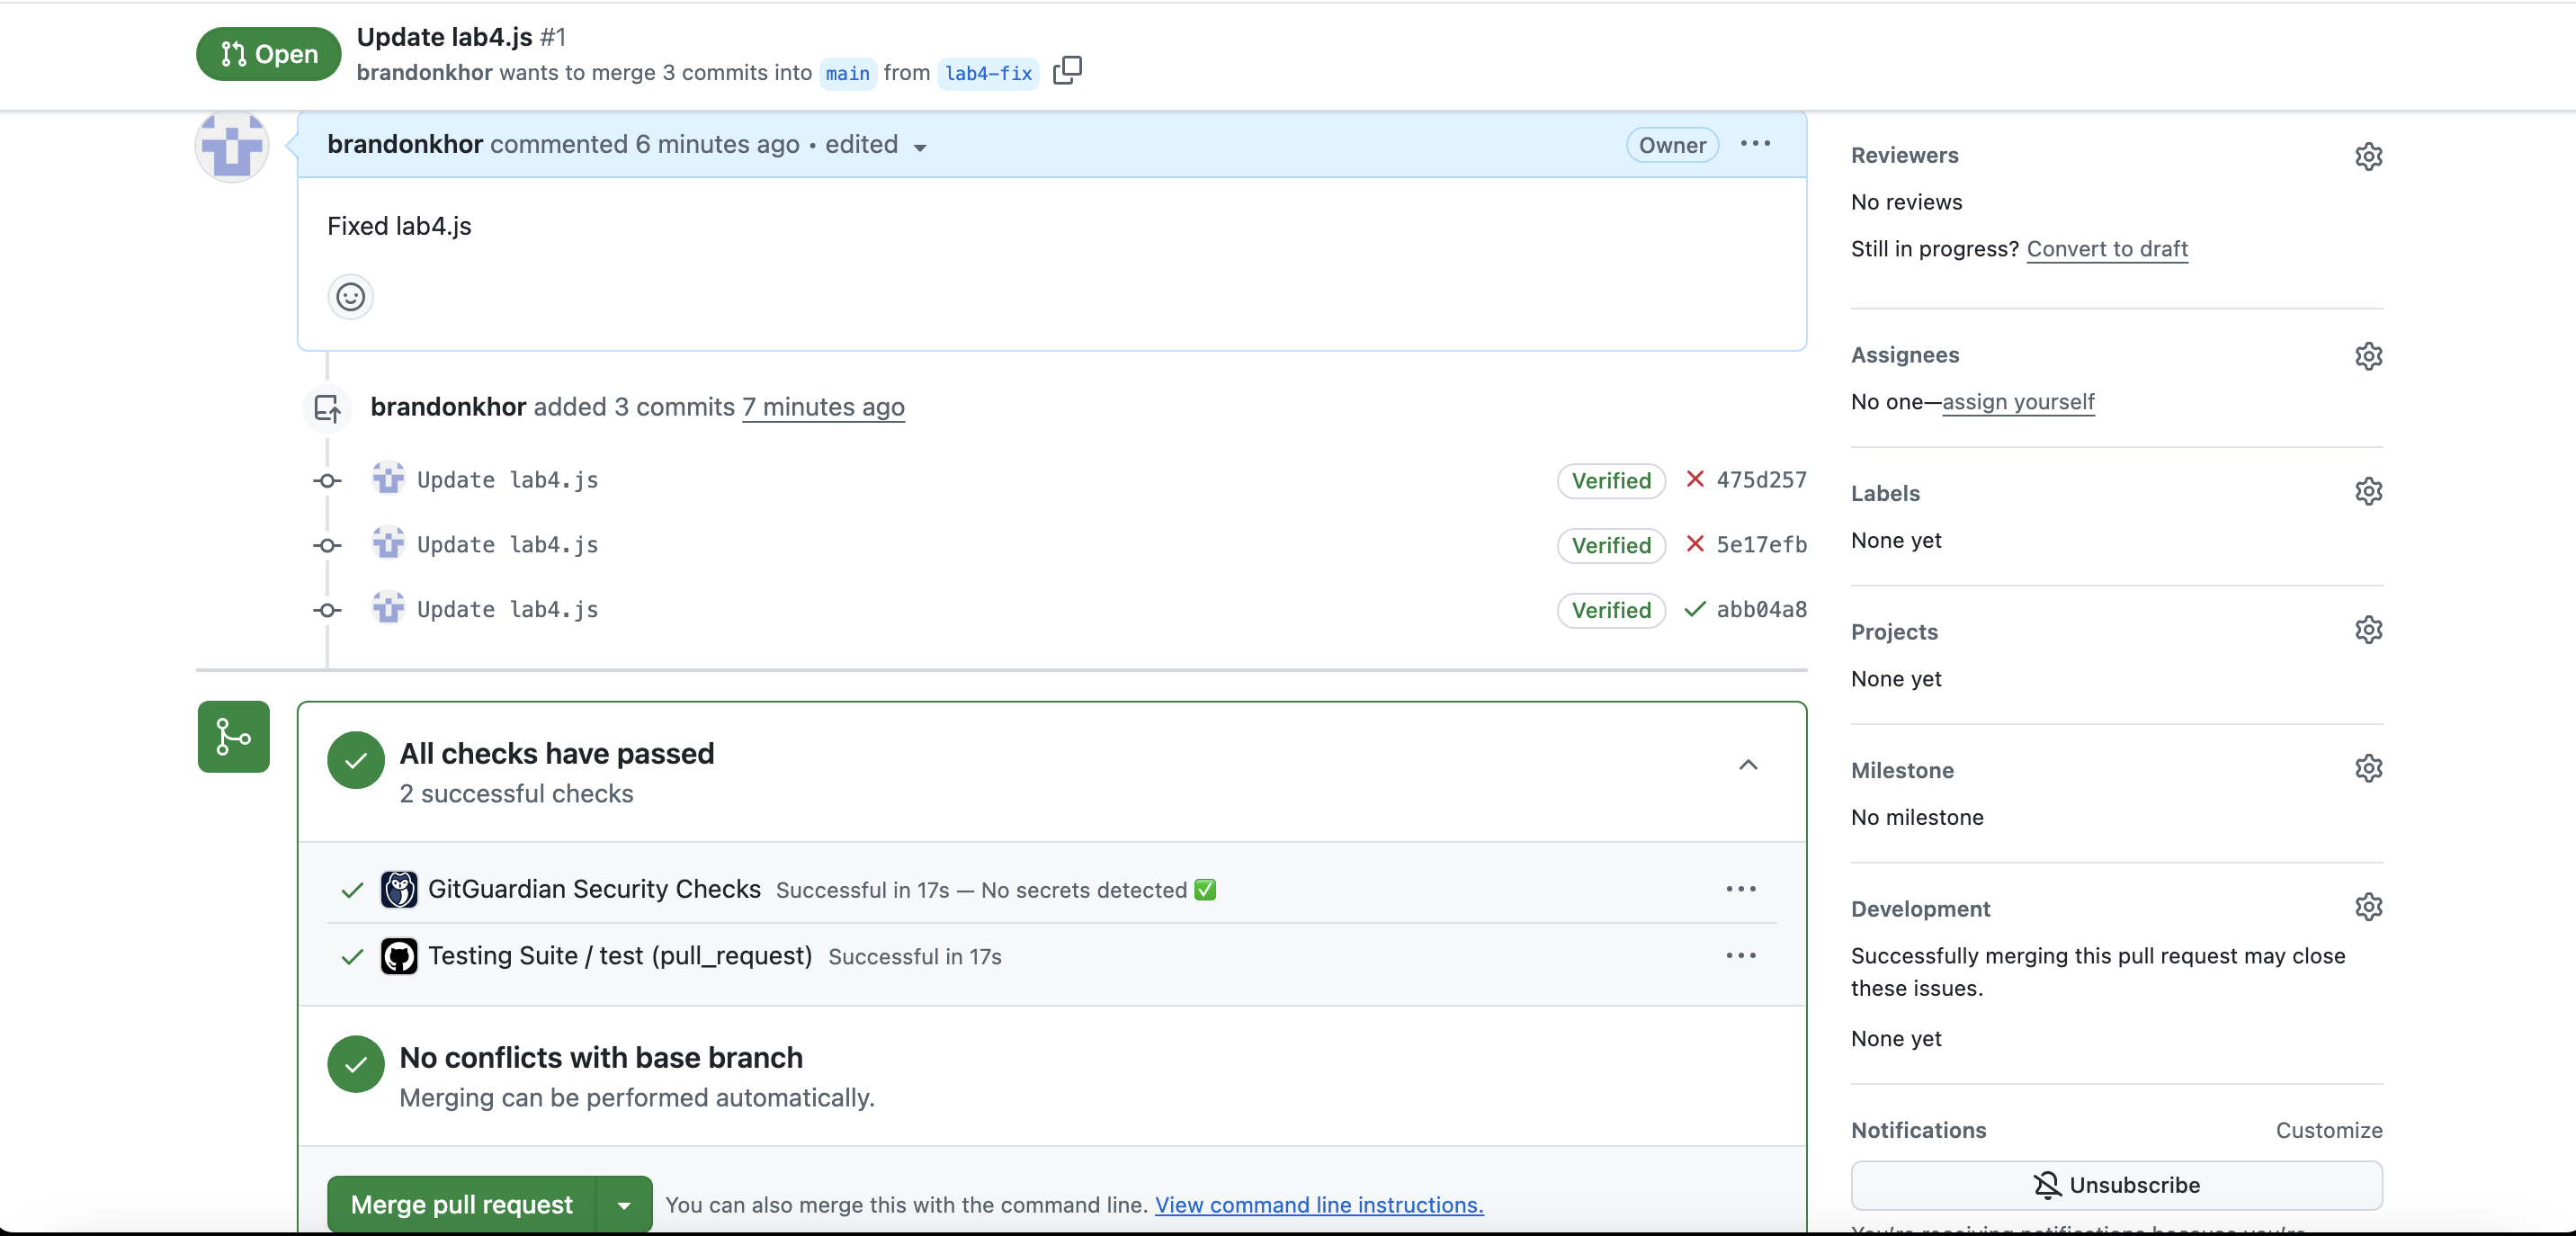 Open
Update lab4.js #1
brandonkhor wants to merge 3 commits into main from lab4-fix
brandonkhor commented 6 minutes ago • edited
Owner
Fixed lab4.js
brandonkhor added 3 commits 7 minutes ago
Update lab4.js Verified 475d257
Update lab4.js Verified 5e17efb
Update lab4.js Verified abb04a8
All checks have passed
2 successful checks
GitGuardian Security Checks Successful in 17s — No secrets detected ✅
Testing Suite / test (pull_request) Successful in 17s
No conflicts with base branch
Merging can be performed automatically.
Merge pull request You can also merge this with the command line. View command line instructions.
Reviewers
No reviews
Still in progress? Convert to draft
Assignees
No one—assign yourself
Labels
None yet
Projects
None yet
Milestone
No milestone
Development
Successfully merging this pull request may close
these issues.
None yet
Notifications Customize
Unsubscribe
You're receiving notifications because you're